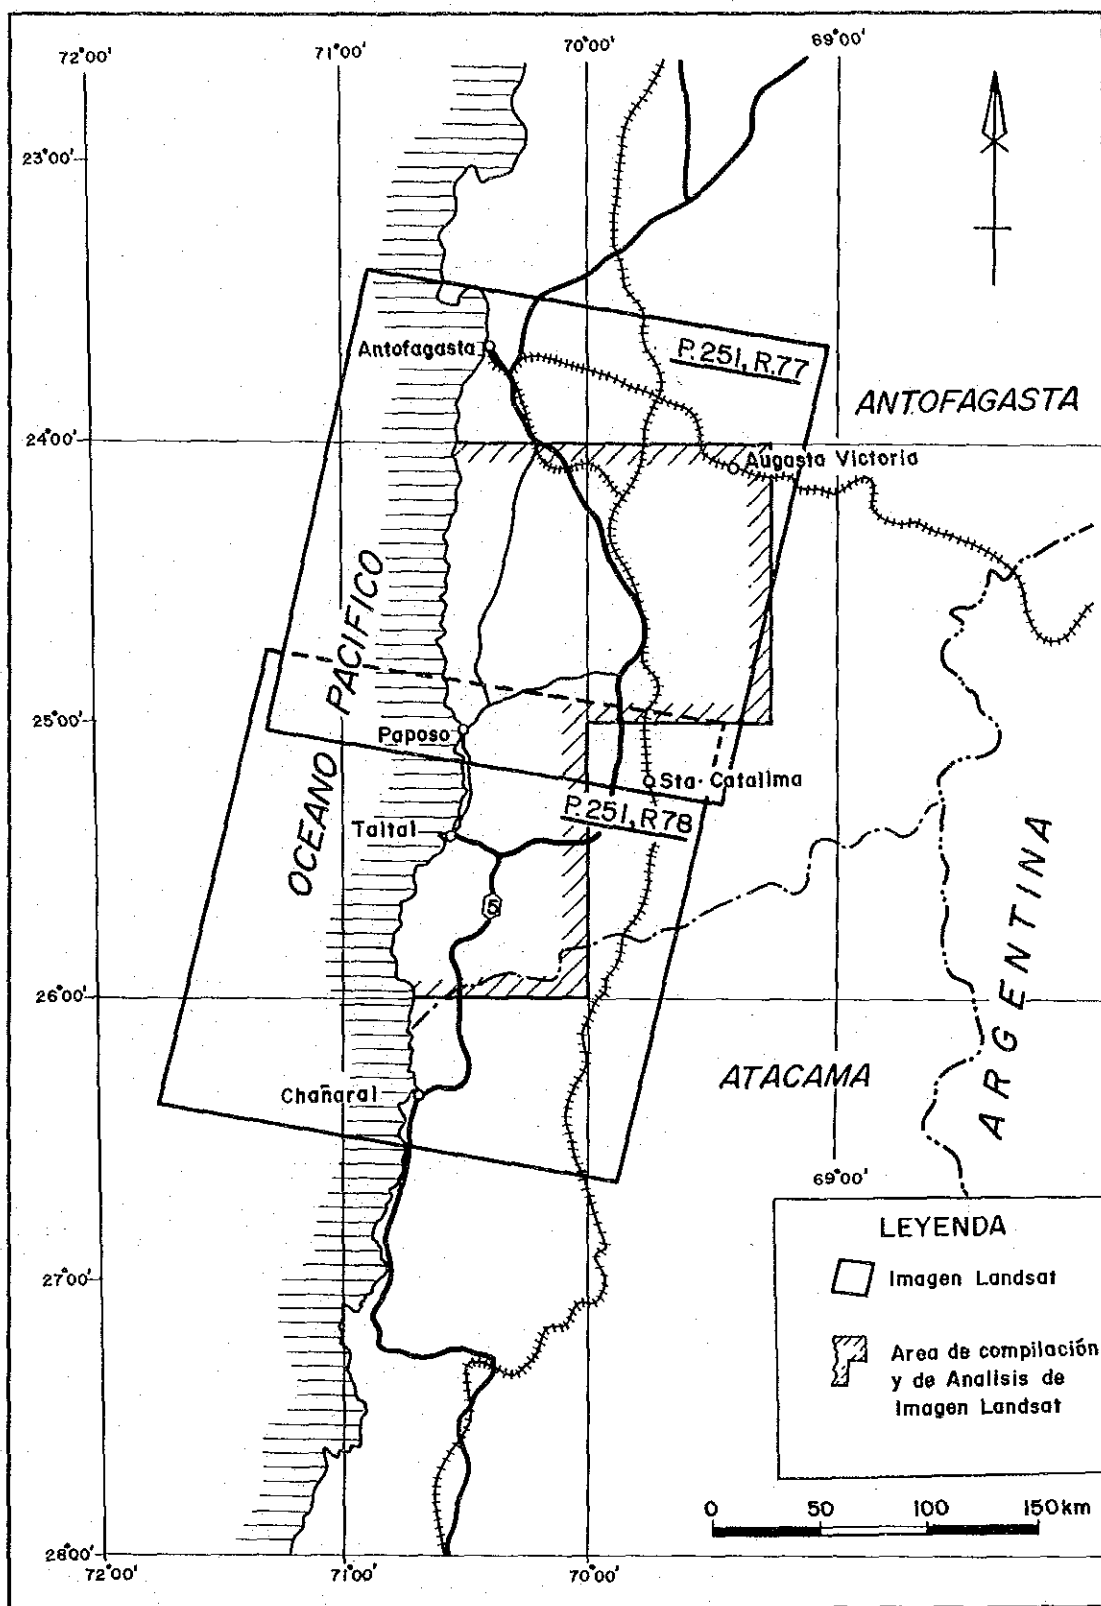 72°00'
71°00'
70°00'
69°00'
23°00'
P.251, R.77
Antofagasta
ANTOFAGASTA
24°00'
Augasta Victoria
OCEANO PACIFICO
25°00'
Paposo
Sta. Catalima
P.251, R78
Taltal
ARGENTINA
5
26°00'
ATACAMA
Chañaral
69°00'
LEYENDA
Imagen Landsat
27°00'
Area de compilación
y de Analisis de
Imagen Landsat
0 50 100 150km
28°00'
72°00'
71°00'
70°00'